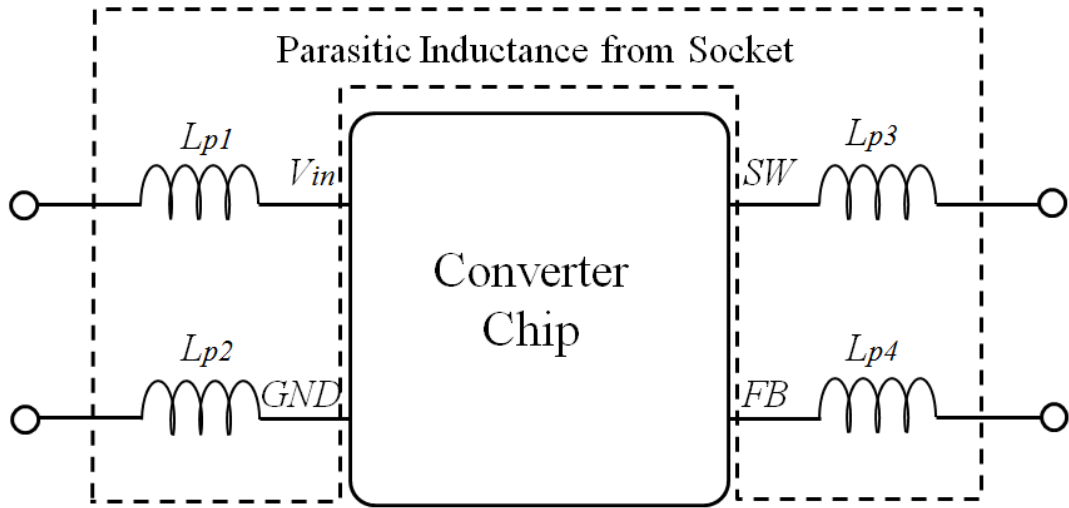 Parasitic Inductance from Socket
Lp1
Vin
SW
Lp3
Converter
Chip
Lp2
GND
FB
Lp4